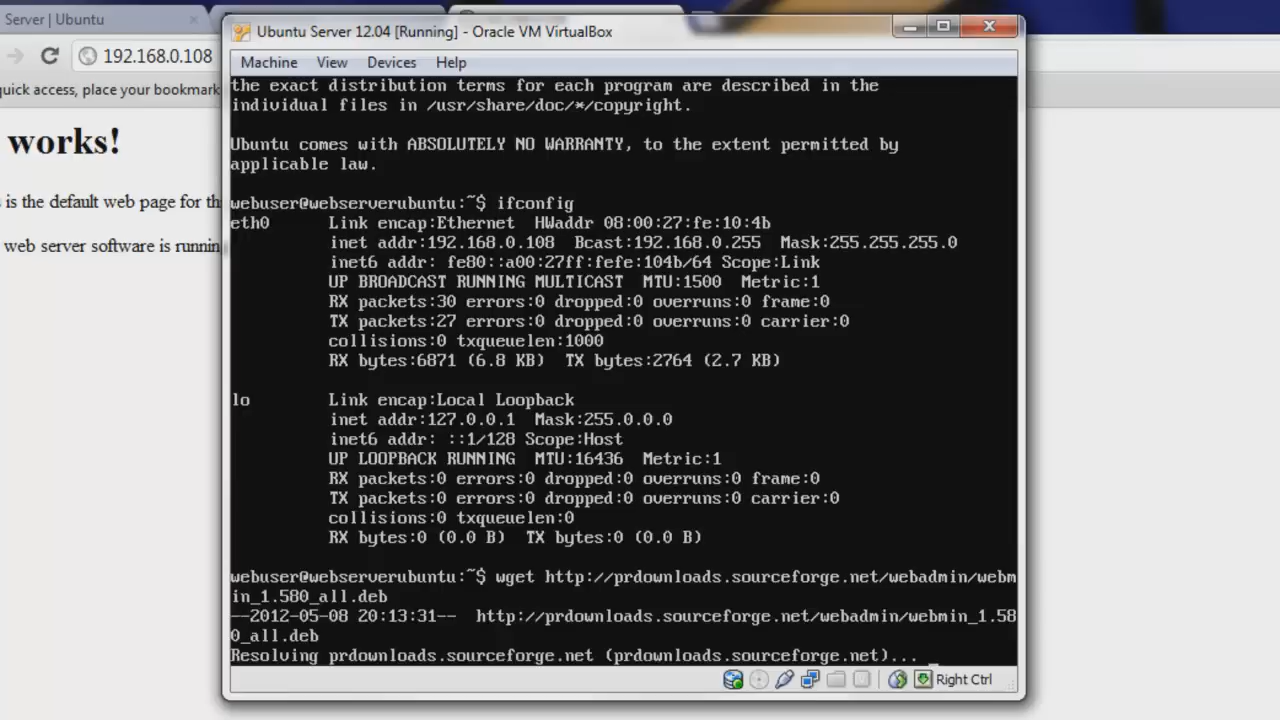 Server | Ubuntu
192.168.0.108
quick access, place your bookmark
works!
is the default web page for th
web server software is runnin
Ubuntu Server 12.04 [Running] - Oracle VM VirtualBox
Machine View Devices Help
the exact distribution terms for each program are described in the
individual files in /usr/share/doc/*/copyright.
Ubuntu comes with ABSOLUTELY NO WARRANTY, to the extent permitted by
applicable law.
webuser@webserverubuntu:~$ ifconfig
eth0 Link encap:Ethernet HWaddr 08:00:27:fe:10:4b
inet addr:192.168.0.108 Bcast:192.168.0.255 Mask:255.255.255.0
inet6 addr: fe80::a00:27ff:fefe:104b/64 Scope:Link
UP BROADCAST RUNNING MULTICAST MTU:1500 Metric:1
RX packets:30 errors:0 dropped:0 overruns:0 frame:0
TX packets:27 errors:0 dropped:0 overruns:0 carrier:0
collisions:0 txqueuelen:1000
RX bytes:6871 (6.8 KB) TX bytes:2764 (2.7 KB)
lo Link encap:Local Loopback
inet addr:127.0.0.1 Mask:255.0.0.0
inet6 addr: ::1/128 Scope:Host
UP LOOPBACK RUNNING MTU:16436 Metric:1
RX packets:0 errors:0 dropped:0 overruns:0 frame:0
TX packets:0 errors:0 dropped:0 overruns:0 carrier:0
collisions:0 txqueuelen:0
RX bytes:0 (0.0 B) TX bytes:0 (0.0 B)
webuser@webserverubuntu:~$ wget http://prdownloads.sourceforge.net/webadmin/webm
in_1.580_all.deb
--2012-05-08 20:13:31-- http://prdownloads.sourceforge.net/webadmin/webmin_1.58
0_all.deb
Resolving prdownloads.sourceforge.net (prdownloads.sourceforge.net)... _
Right Ctrl